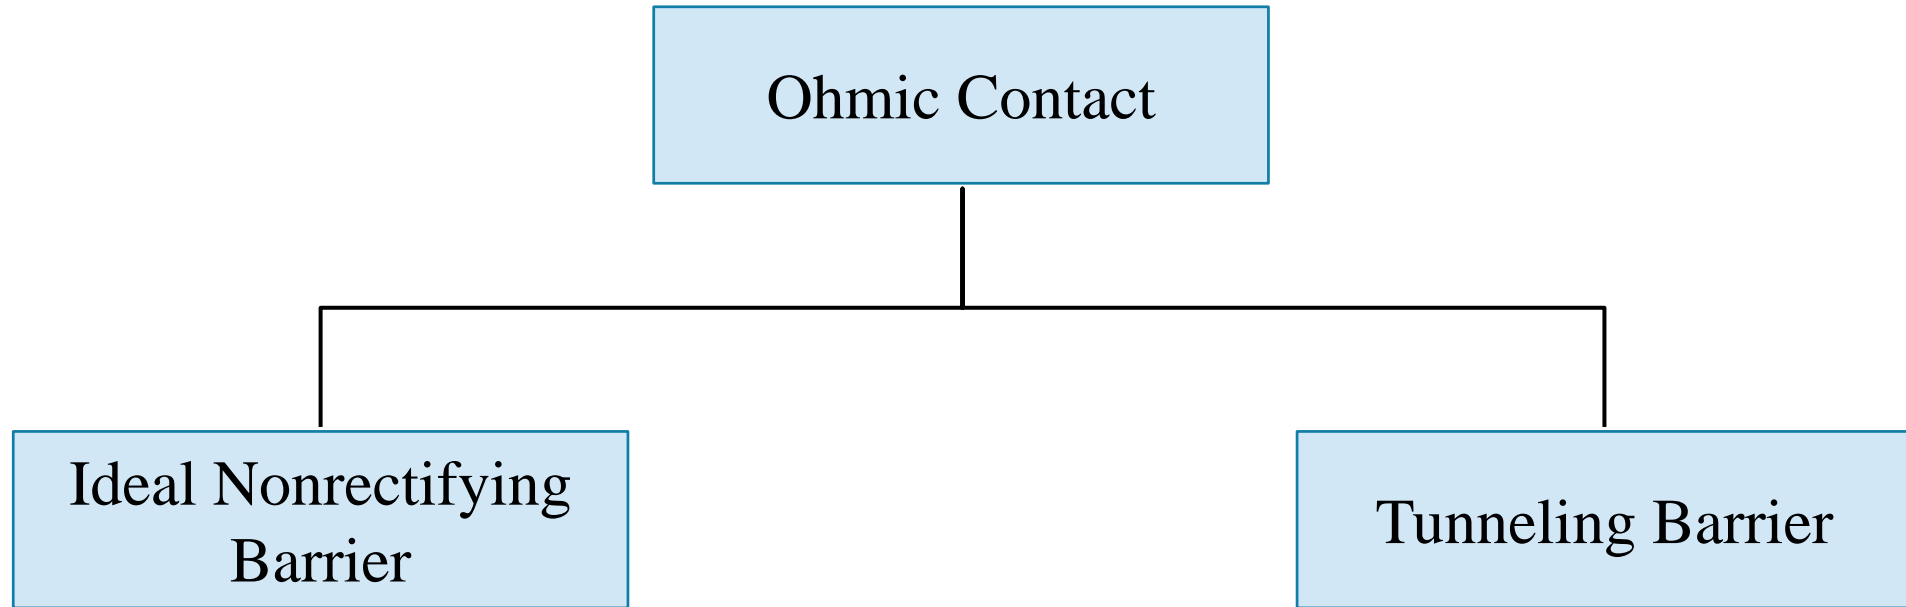 Ohmic Contact
Ideal Nonrectifying
Barrier
Tunneling Barrier